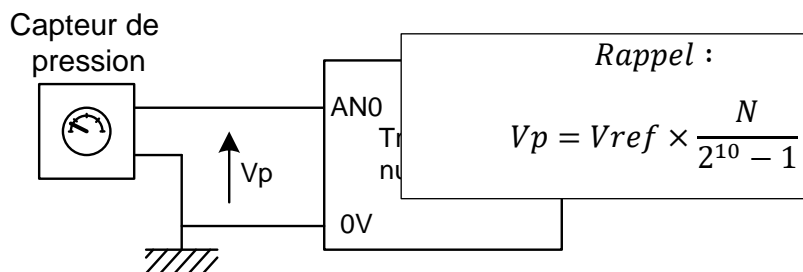 Capteur de
pression
AN0
Vp
0V
Rappel :
Vp = Vref × N / (2^10 − 1)